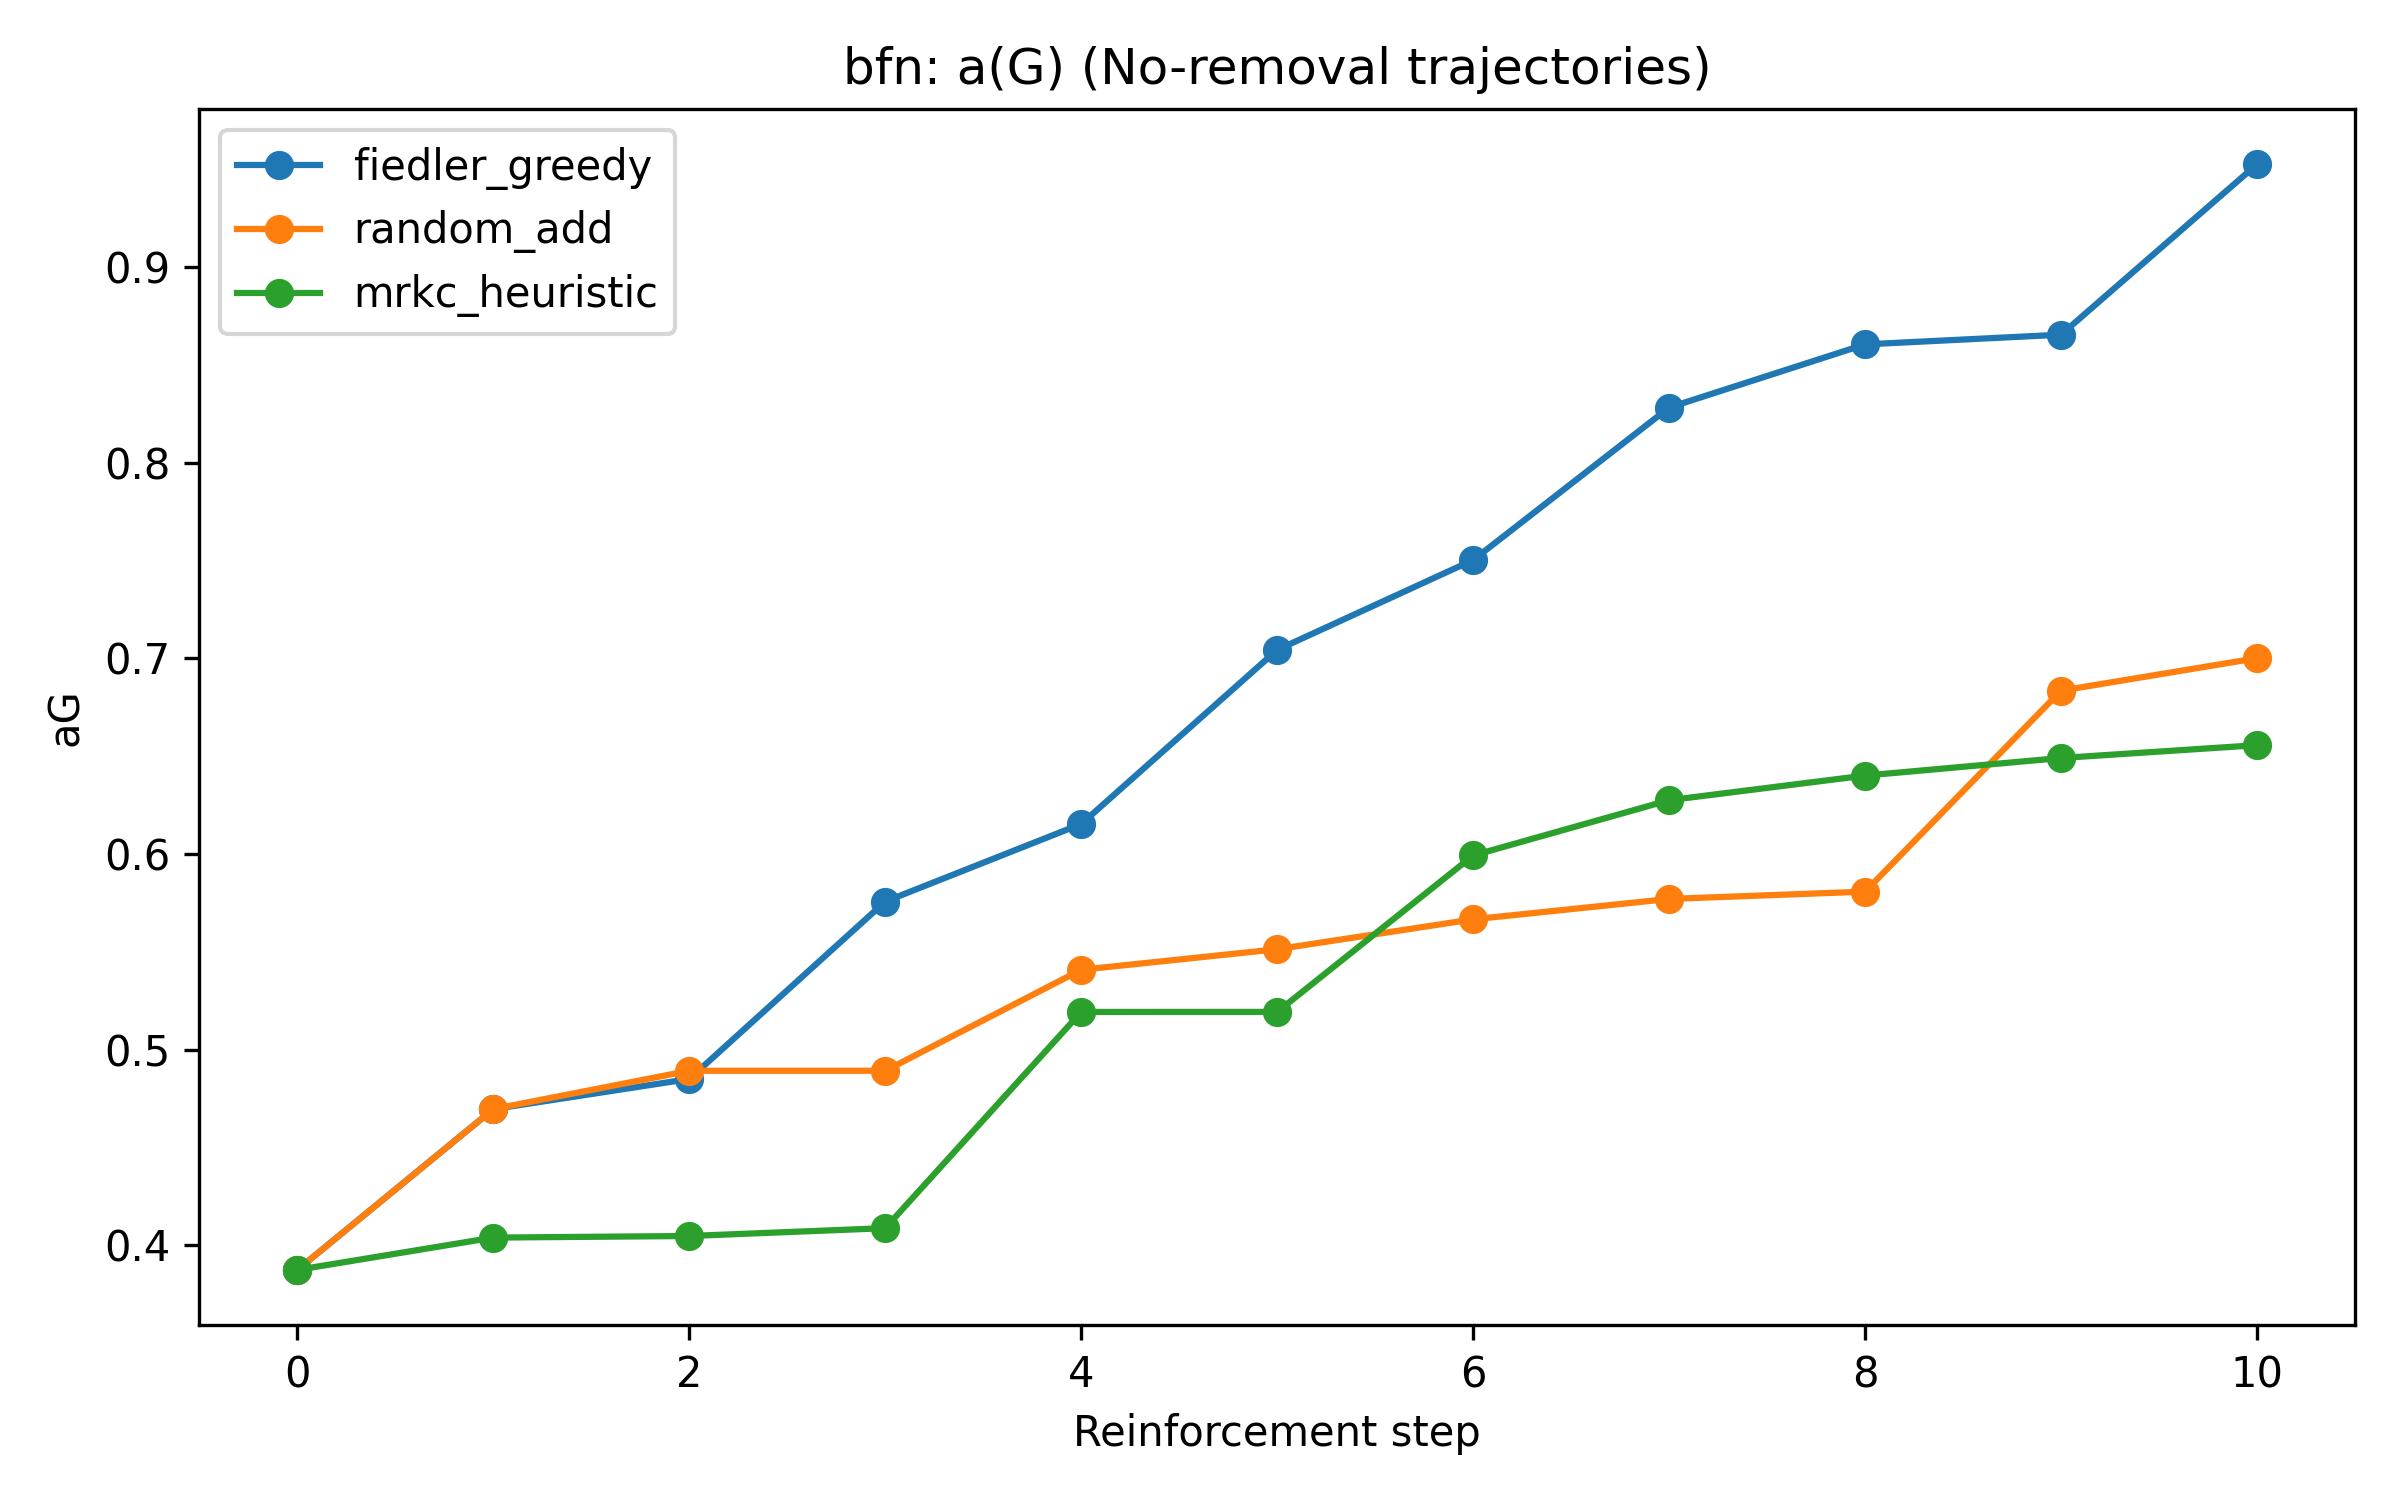 bfn: a(G) (No-removal trajectories)
fiedler_greedy
random_add
mrkc_heuristic
aG
0.9
0.8
0.7
0.6
0.5
0.4
0 2 4 6 8 10
Reinforcement step